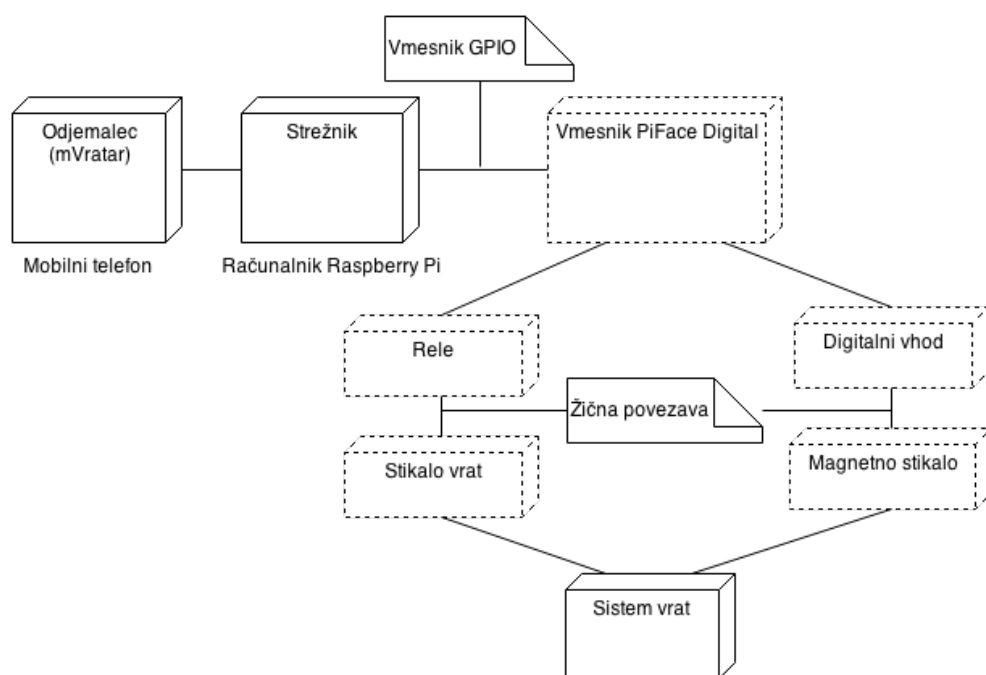 Vmesnik GPIO
Odjemalec
(mVratar)
Strežnik
Vmesnik PiFace Digital
Mobilni telefon
Računalnik Raspberry Pi
Rele
Digitalni vhod
Žična povezava
Stikalo vrat
Magnetno stikalo
Sistem vrat